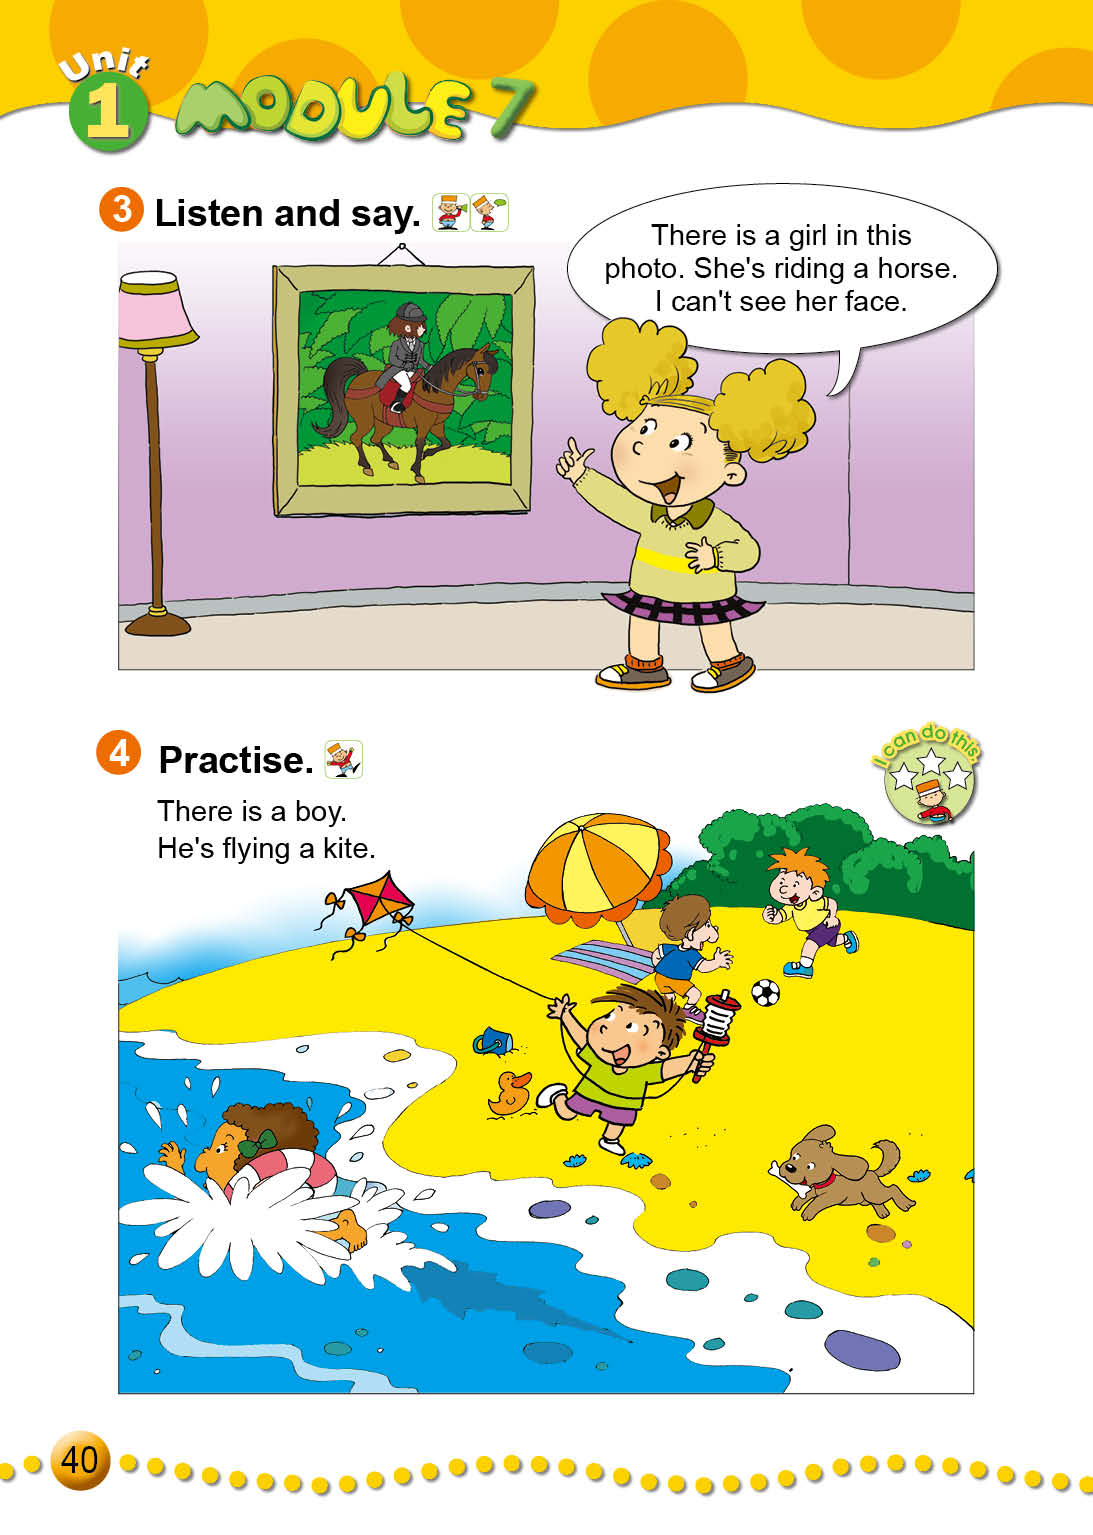 Unit
1 MODULE 7
3 Listen and say.
There is a girl in this
photo. She's riding a horse.
I can't see her face.
4 Practise.
I can do this.
There is a boy.
He's flying a kite.
40